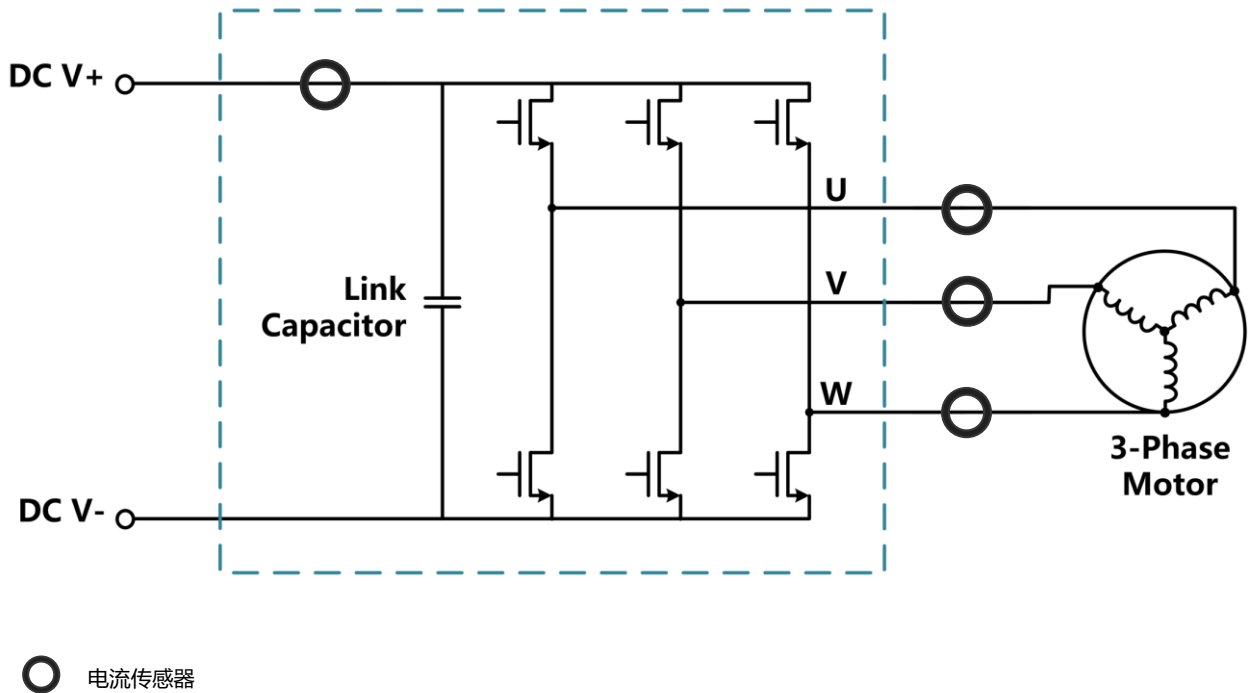 DC V+
U
V
Link
Capacitor
W
3-Phase
Motor
DC V-
电流传感器